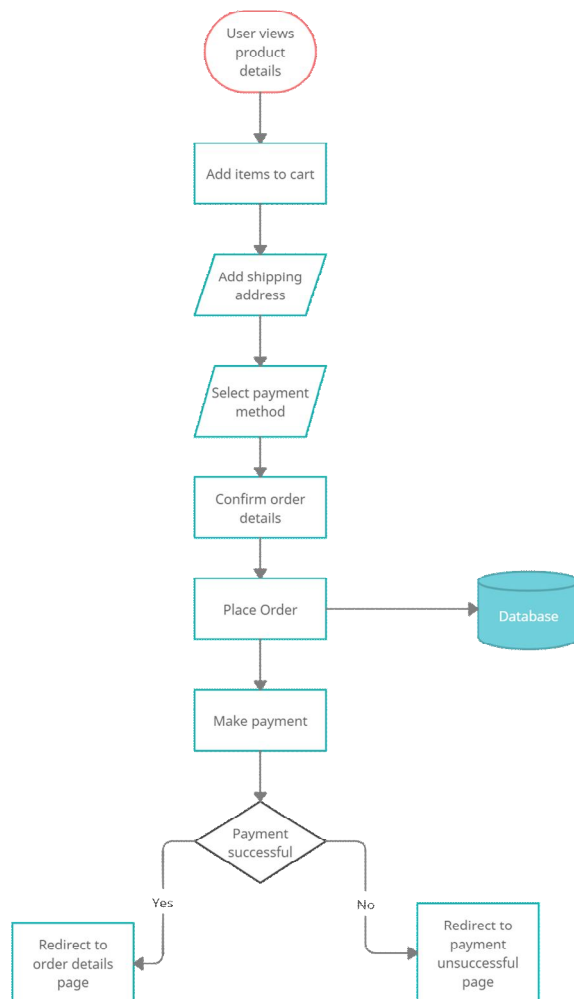 User views
product
details
Add items to cart
Add shipping
address
Select payment
method
Confirm order
details
Place Order
Database
Make payment
Payment
successful
Yes
No
Redirect to
order details
page
Redirect to
payment
unsuccessful
page